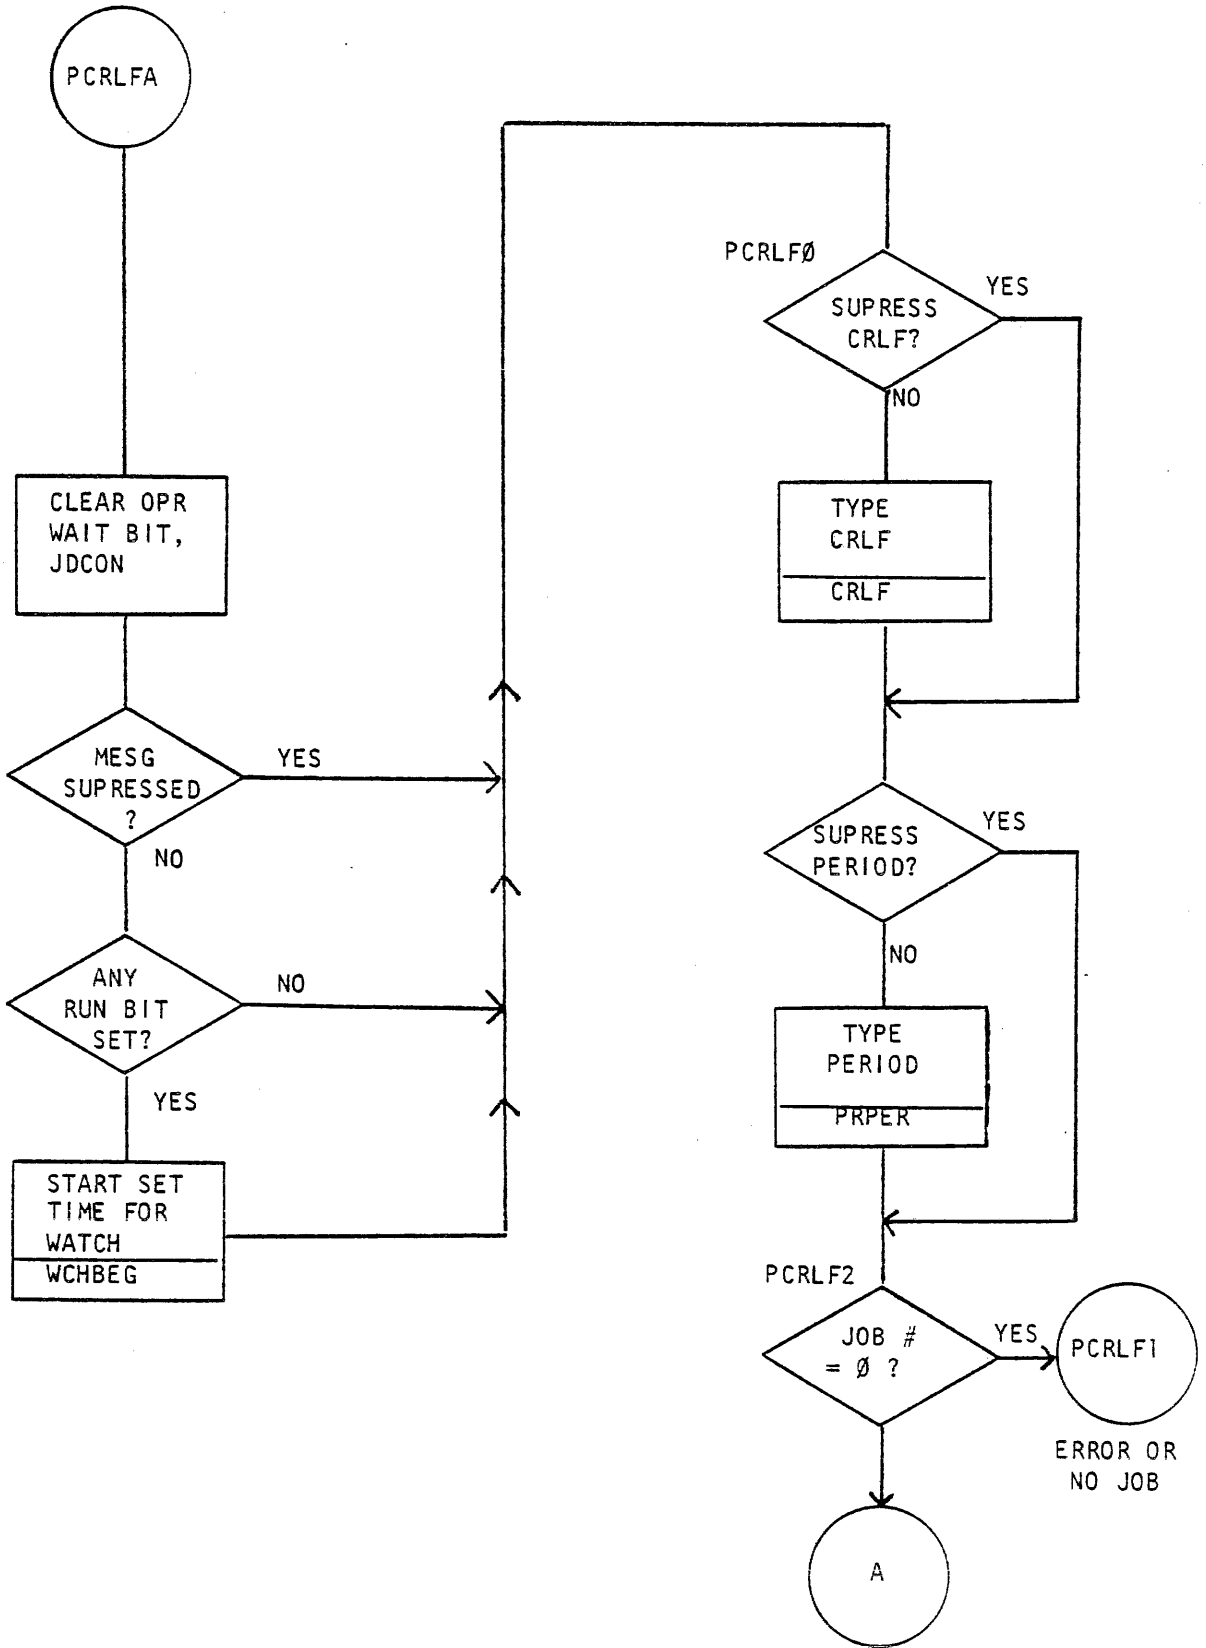 PCRLFA
CLEAR OPR
WAIT BIT,
JDCON
MESG
SUPRESSED
?
YES
NO
ANY
RUN BIT
SET?
NO
YES
START SET
TIME FOR
WATCH
WCHBEG
PCRLFØ
SUPRESS
CRLF?
YES
NO
TYPE
CRLF
CRLF
SUPRESS
PERIOD?
YES
NO
TYPE
PERIOD
PRPER
PCRLF2
JOB #
= Ø ?
YES
PCRLF1
ERROR OR
NO JOB
A